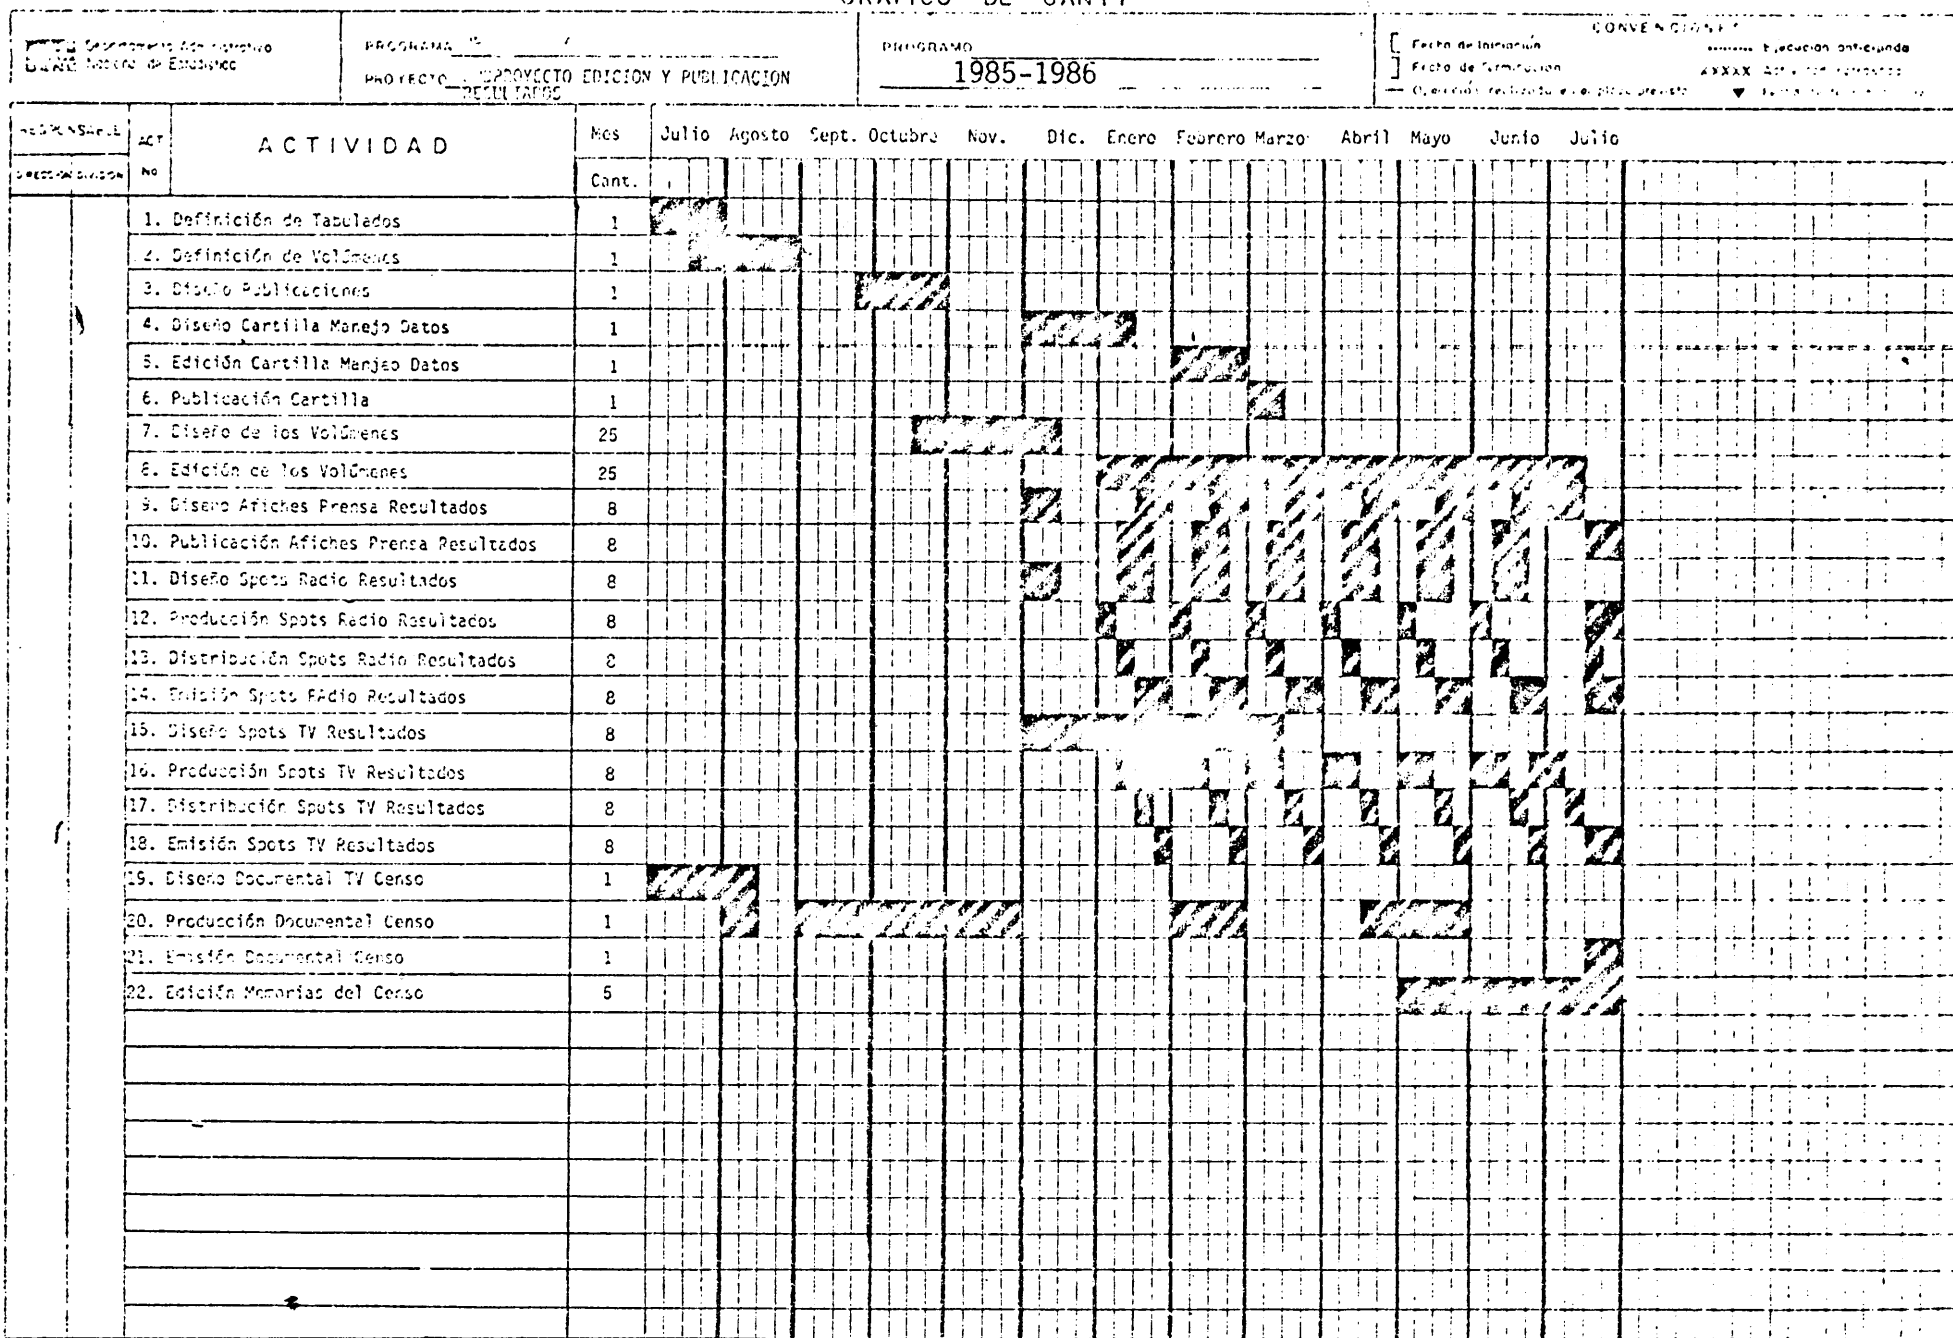 GRAFICO DE GANTT
CONVENCIONES
Departamento Administrativo
Nacional de Estadística
PROGRAMA
PROYECTO SUBPROYECTO EDICION Y PUBLICACION
RESULTADOS
PROGRAMO
1985-1986
[ Fecha de Iniciación
] Fecha de Terminación
Ejecución anticipada
XXXXX
RESPONSABLE
ACT
No
ACTIVIDAD
Mes
Julio Agosto Sept. Octubre Nov. Dic. Enero Febrero Marzo Abril Mayo Junio Julio
DIRECCION DIVISION
Cant.
1. Definición de Tabulados 1
2. Definición de Volúmenes 1
3. Diseño Publicaciones 1
4. Diseño Cartilla Manejo Datos 1
5. Edición Cartilla Manjeo Datos 1
6. Publicación Cartilla 1
7. Diseño de los Volúmenes 25
8. Edición de los Volúmenes 25
9. Diseño Afiches Prensa Resultados 8
10. Publicación Afiches Prensa Resultados 8
11. Diseño Spots Radio Resultados 8
12. Producción Spots Radio Resultados 8
13. Distribución Spots Radio Resultados 8
14. Emisión Spots RAdio Resultados 8
15. Diseño Spots TV Resultados 8
16. Producción Spots TV Resultados 8
17. Distribución Spots TV Resultados 8
18. Emisión Spots TV Resultados 8
19. Diseño Documental TV Censo 1
20. Producción Documental Censo 1
21. Emisión Documental Censo 1
22. Edición Memorias del Censo 5